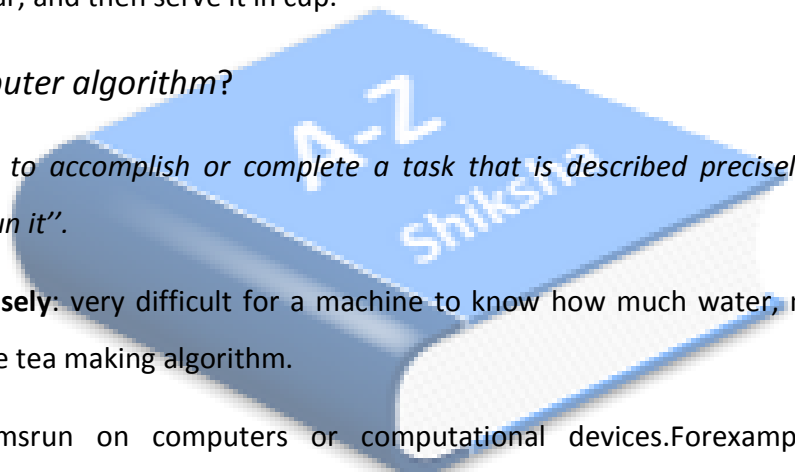 ar, and then serve it in cup.
puter algorithm?
to accomplish or complete a task that is described precisel
un it”.
sely: very difficult for a machine to know how much water, r
e tea making algorithm.
msrun on computers or computational devices.Forexamp
A-Z
Shiksha